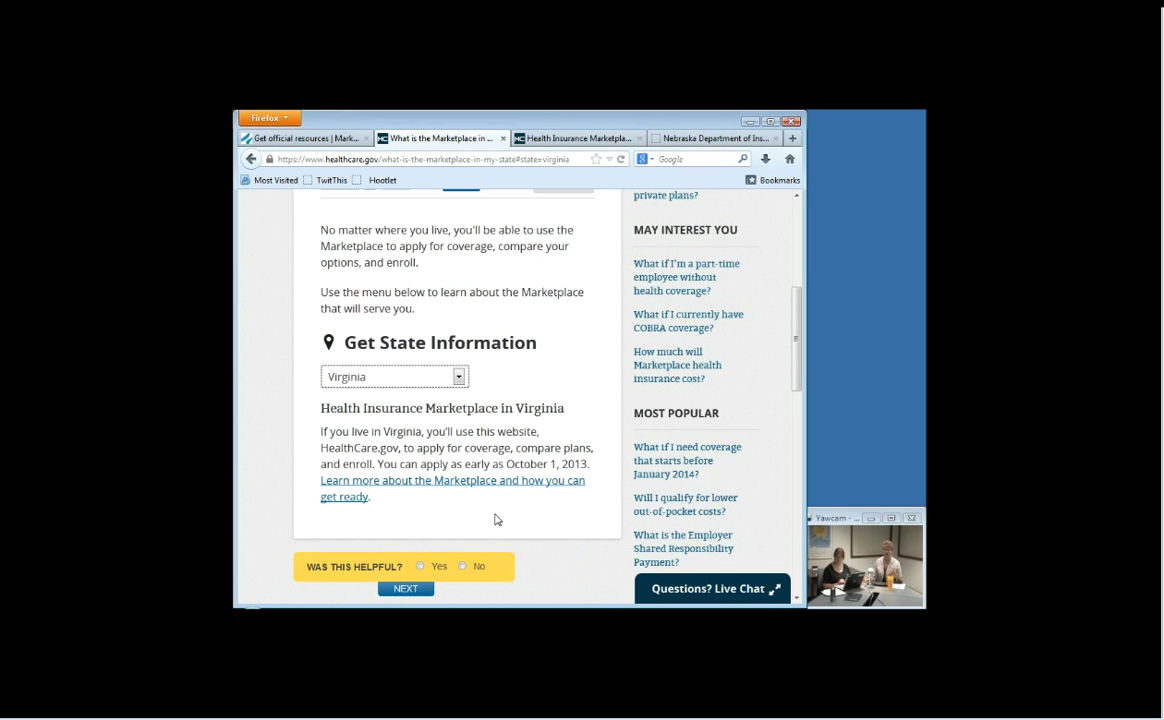 Firefox
Get official resources | Mark...
What is the Marketplace in ...
Health Insurance Marketpla...
Nebraska Department of Ins...
https://www.healthcare.gov/what-is-the-marketplace-in-my-state#state=virginia
Google
Most Visited
TwitThis
Hootlet
Bookmarks
No matter where you live, you'll be able to use the
Marketplace to apply for coverage, compare your
options, and enroll.
Use the menu below to learn about the Marketplace
that will serve you.
Get State Information
Virginia
Health Insurance Marketplace in Virginia
If you live in Virginia, you'll use this website,
HealthCare.gov, to apply for coverage, compare plans,
and enroll. You can apply as early as October 1, 2013.
Learn more about the Marketplace and how you can
get ready.
WAS THIS HELPFUL? Yes No
NEXT
private plans?
MAY INTEREST YOU
What if I'm a part-time
employee without
health coverage?
What if I currently have
COBRA coverage?
How much will
Marketplace health
insurance cost?
MOST POPULAR
What if I need coverage
that starts before
January 2014?
Will I qualify for lower
out-of-pocket costs?
What is the Employer
Shared Responsibility
Payment?
Questions? Live Chat
Yawcam - ...